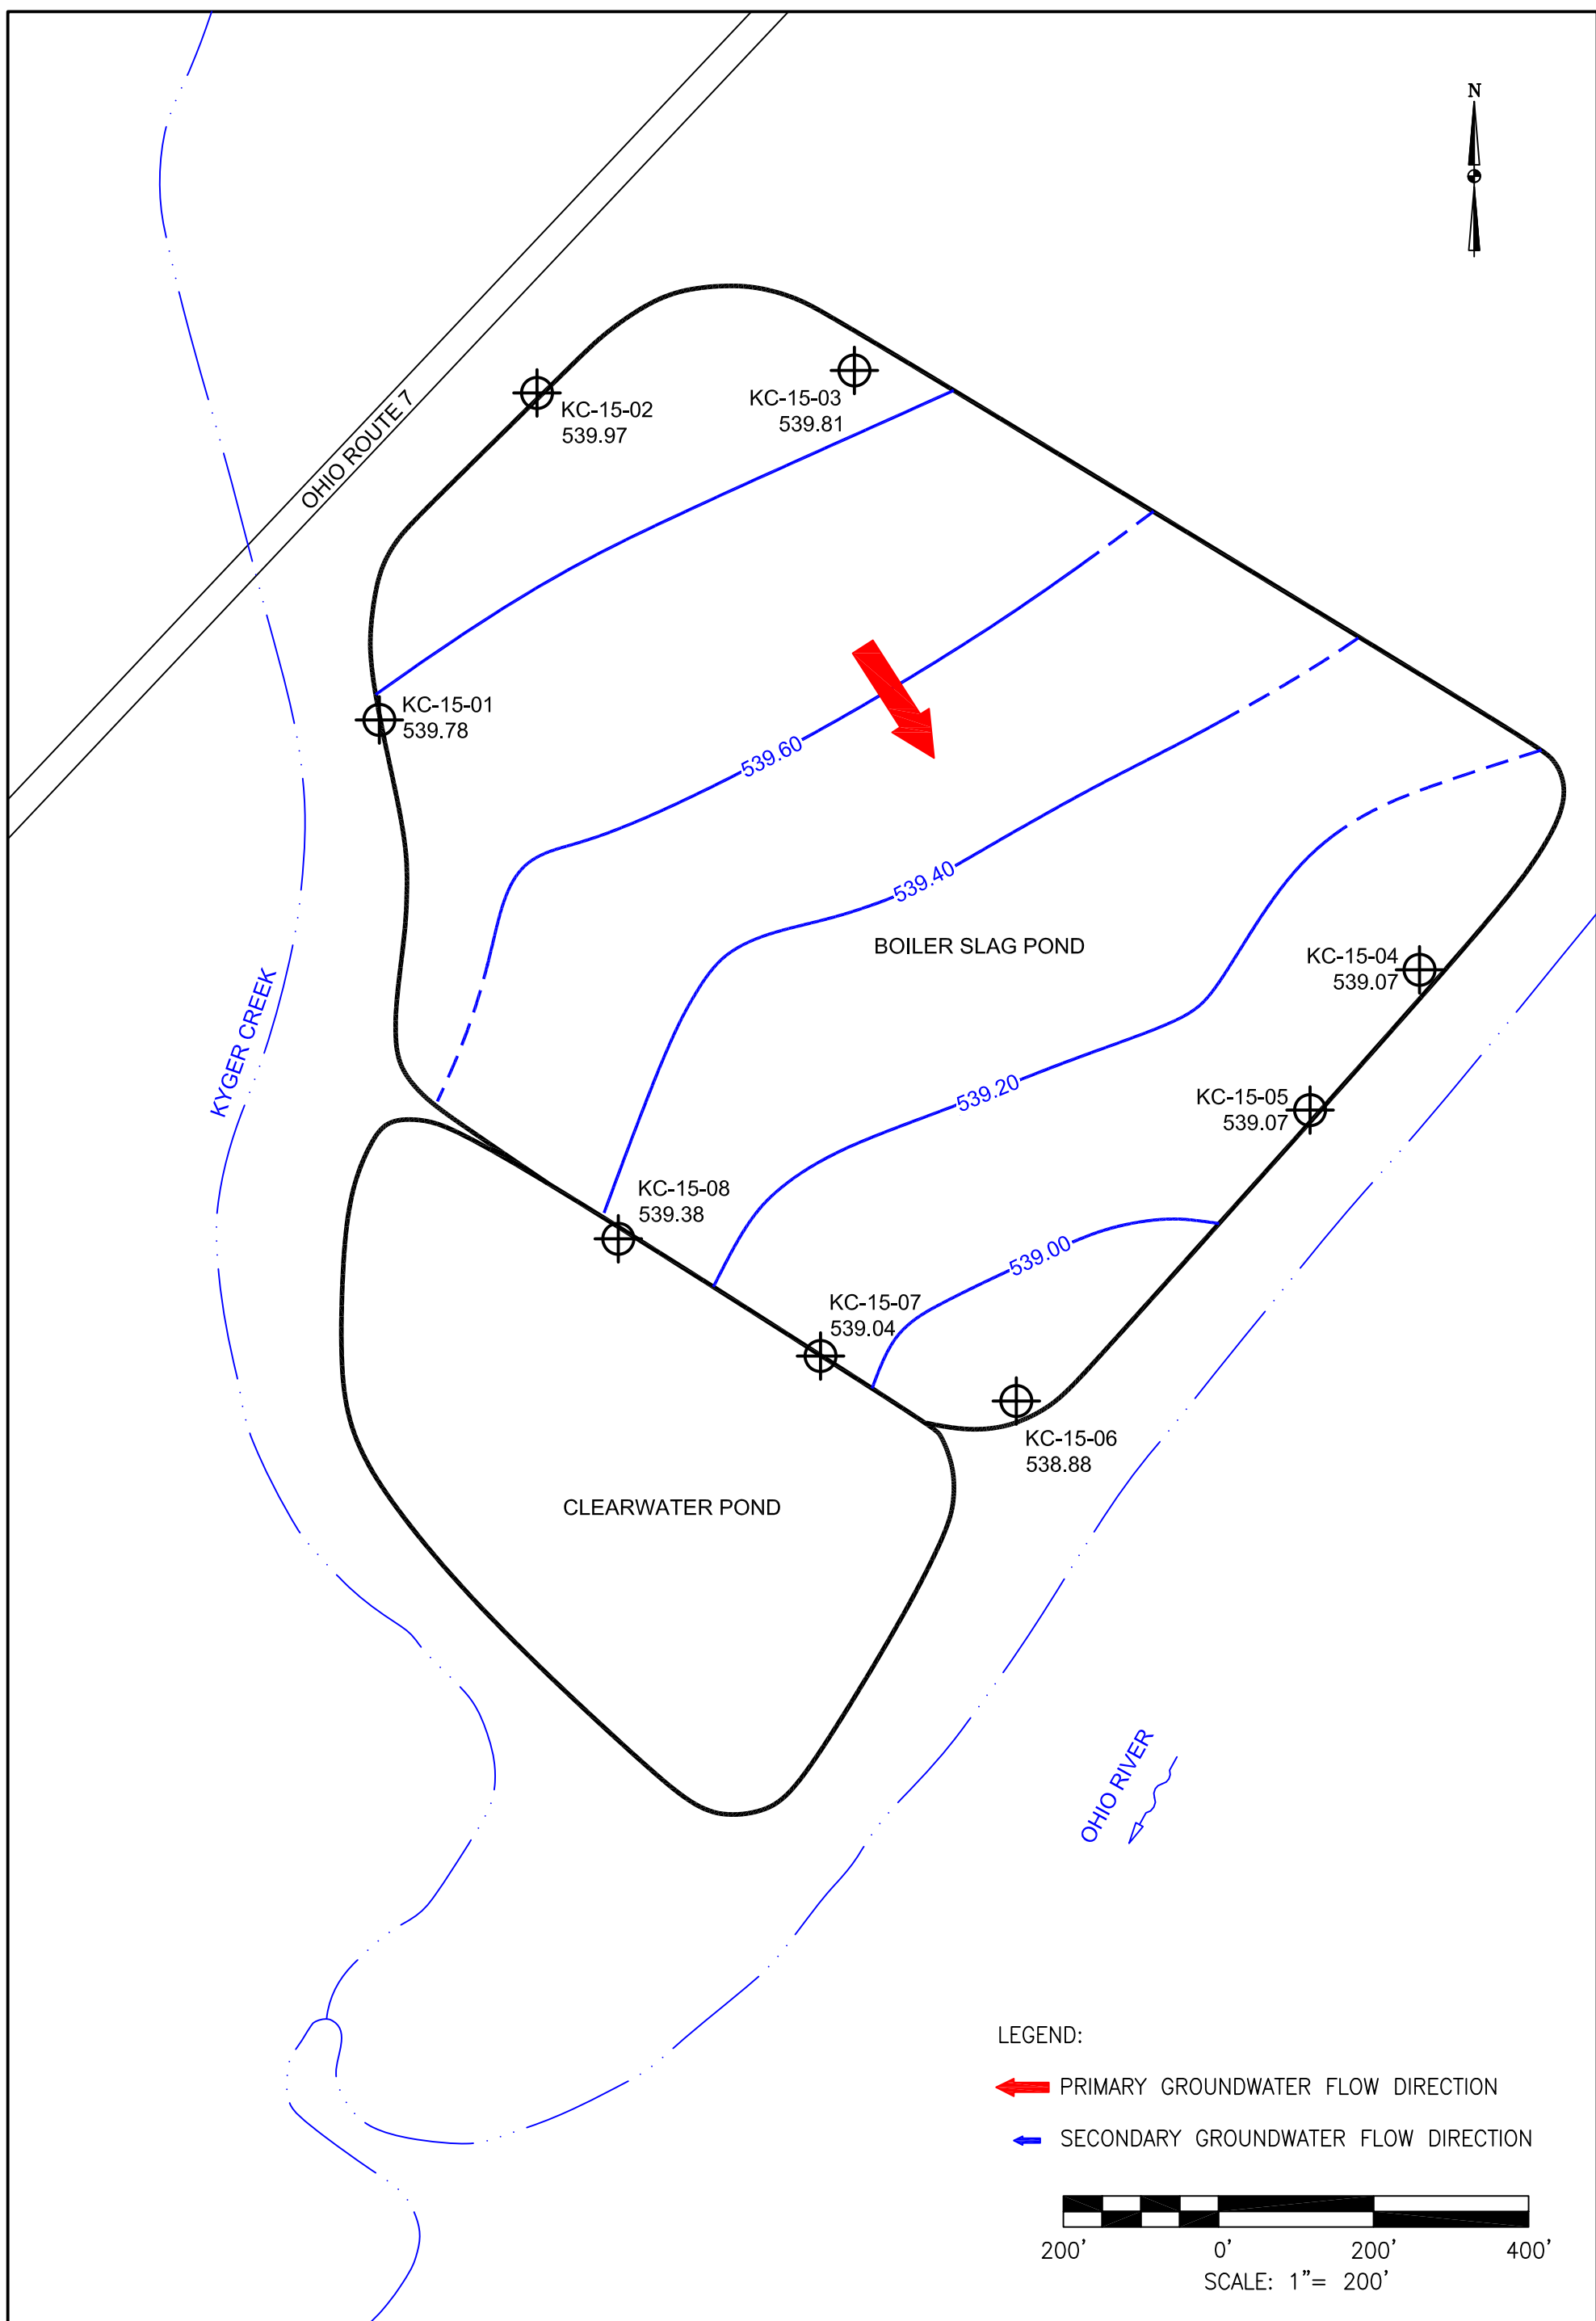 N
OHIO ROUTE 7
KC-15-02
539.97
KC-15-03
539.81
KC-15-01
539.78
539.60
539.40
BOILER SLAG POND
KC-15-04
539.07
KYGER CREEK
539.20
KC-15-05
539.07
KC-15-08
539.38
539.00
KC-15-07
539.04
KC-15-06
538.88
CLEARWATER POND
OHIO RIVER
LEGEND:
PRIMARY GROUNDWATER FLOW DIRECTION
SECONDARY GROUNDWATER FLOW DIRECTION
200' 0' 200' 400'
SCALE: 1"= 200'